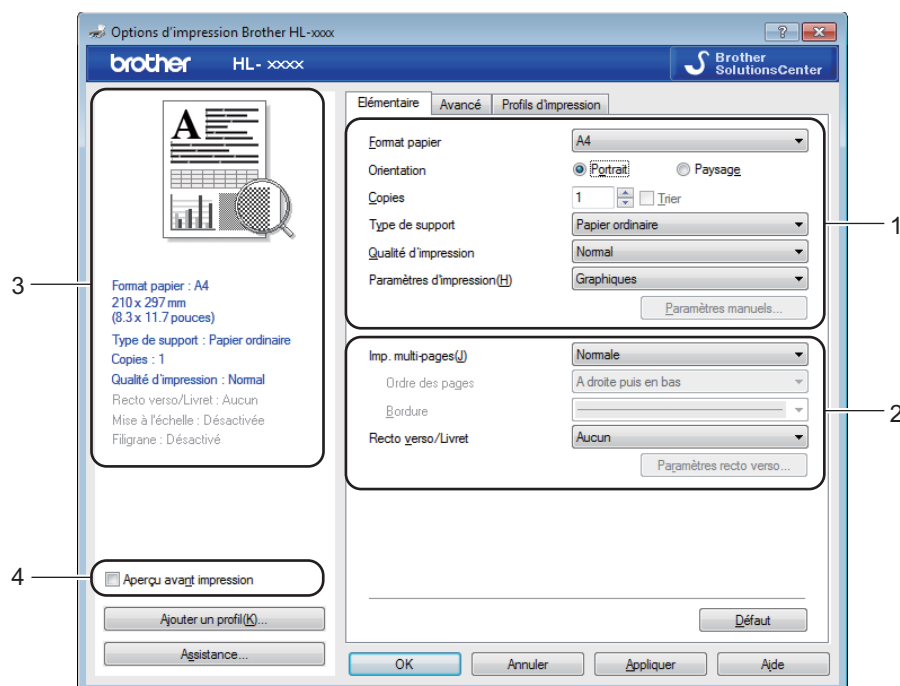 Options d'impression Brother HL-xxxx
brother HL- xxxx
Brother
SolutionsCenter
A
3
Format papier : A4
210 x 297 mm
(8.3 x 11.7 pouces)
Type de support : Papier ordinaire
Copies : 1
Qualité d'impression : Normal
Recto verso/Livret : Aucun
Mise à l'échelle : Désactivée
Filigrane : Désactivé
4
Aperçu avant impression
Ajouter un profil(K)...
Assistance...
Elémentaire Avancé Profils d'impression
Format papier A4
Orientation Portrait Paysage
Copies 1 Trier
Type de support Papier ordinaire
1
Qualité d'impression Normal
Paramètres d'impression(H) Graphiques
Paramètres manuels...
Imp. multi-pages(J) Normale
Ordre des pages A droite puis en bas
Bordure
2
Recto verso/Livret Aucun
Paramètres recto verso...
Défaut
OK Annuler Appliquer Aide